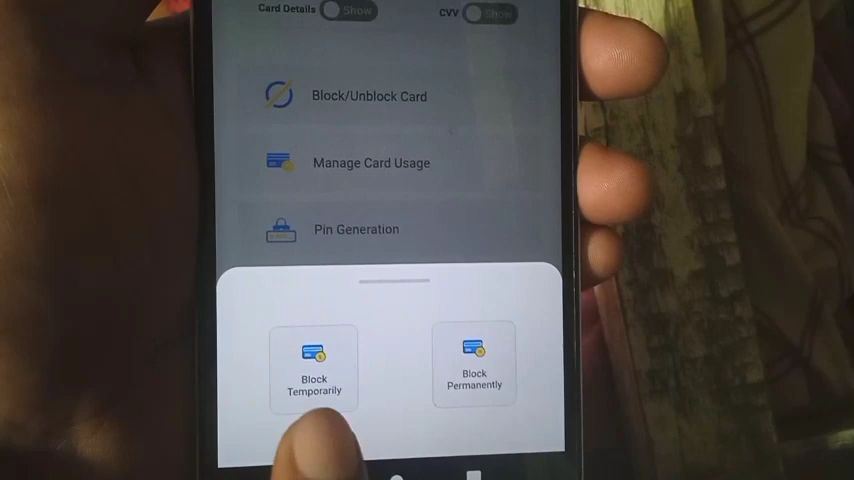 Card Details Show CVV Show
Block/Unblock Card
Manage Card Usage
Pin Generation
Block
Temporarily
Block
Permanently